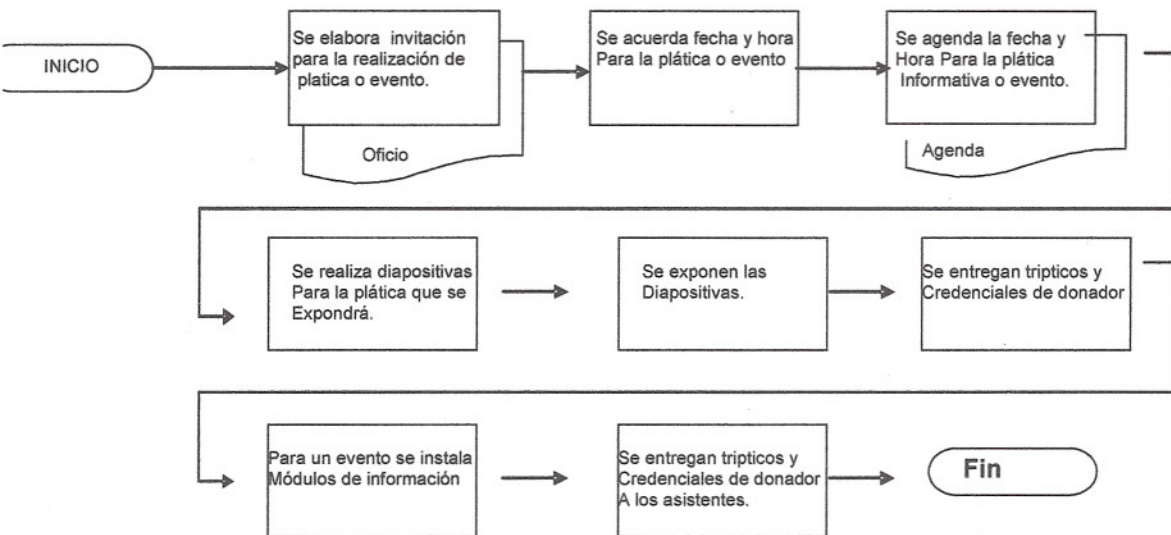 INICIO
Se elabora invitación
para la realización de
platica o evento.
Oficio
Se acuerda fecha y hora
Para la plática o evento
Se agenda la fecha y
Hora Para la plática
Informativa o evento.
Agenda
Se realiza diapositivas
Para la plática que se
Expondrá.
Se exponen las
Diapositivas.
Se entregan tripticos y
Credenciales de donador
Para un evento se instala
Módulos de información
Se entregan tripticos y
Credenciales de donador
A los asistentes.
Fin